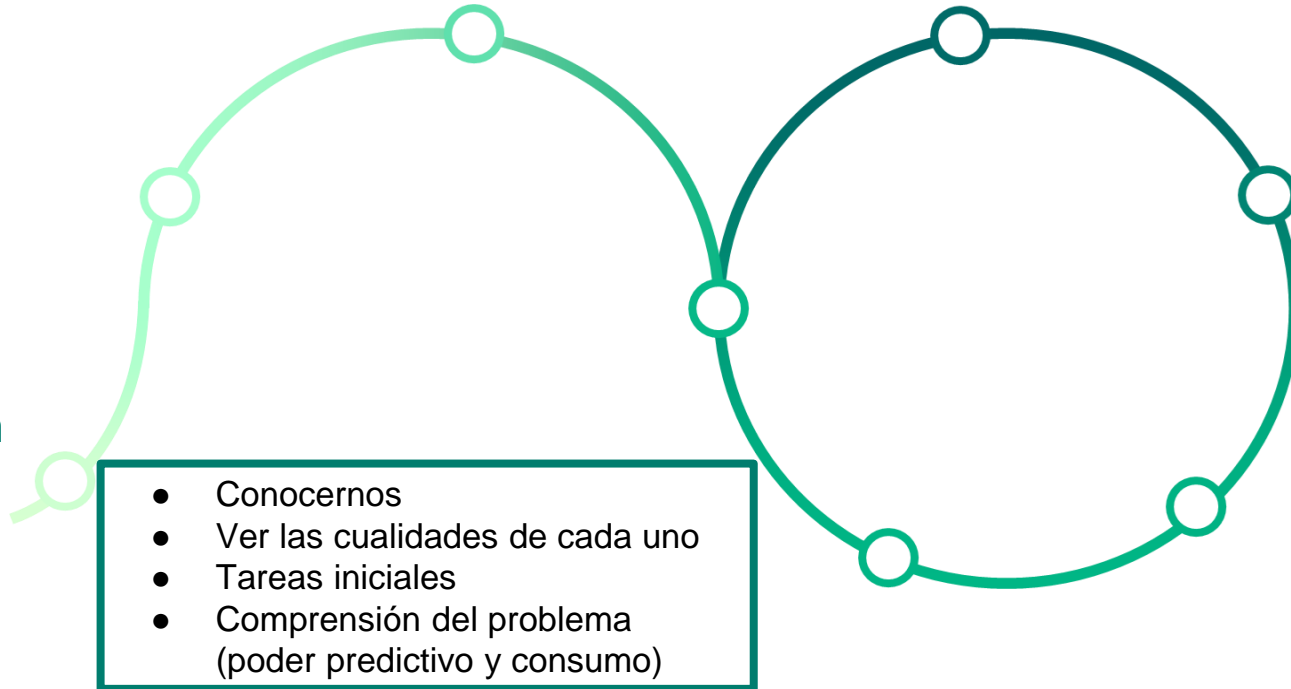 ● Conocernos
● Ver las cualidades de cada uno
● Tareas iniciales
● Comprensión del problema
(poder predictivo y consumo)